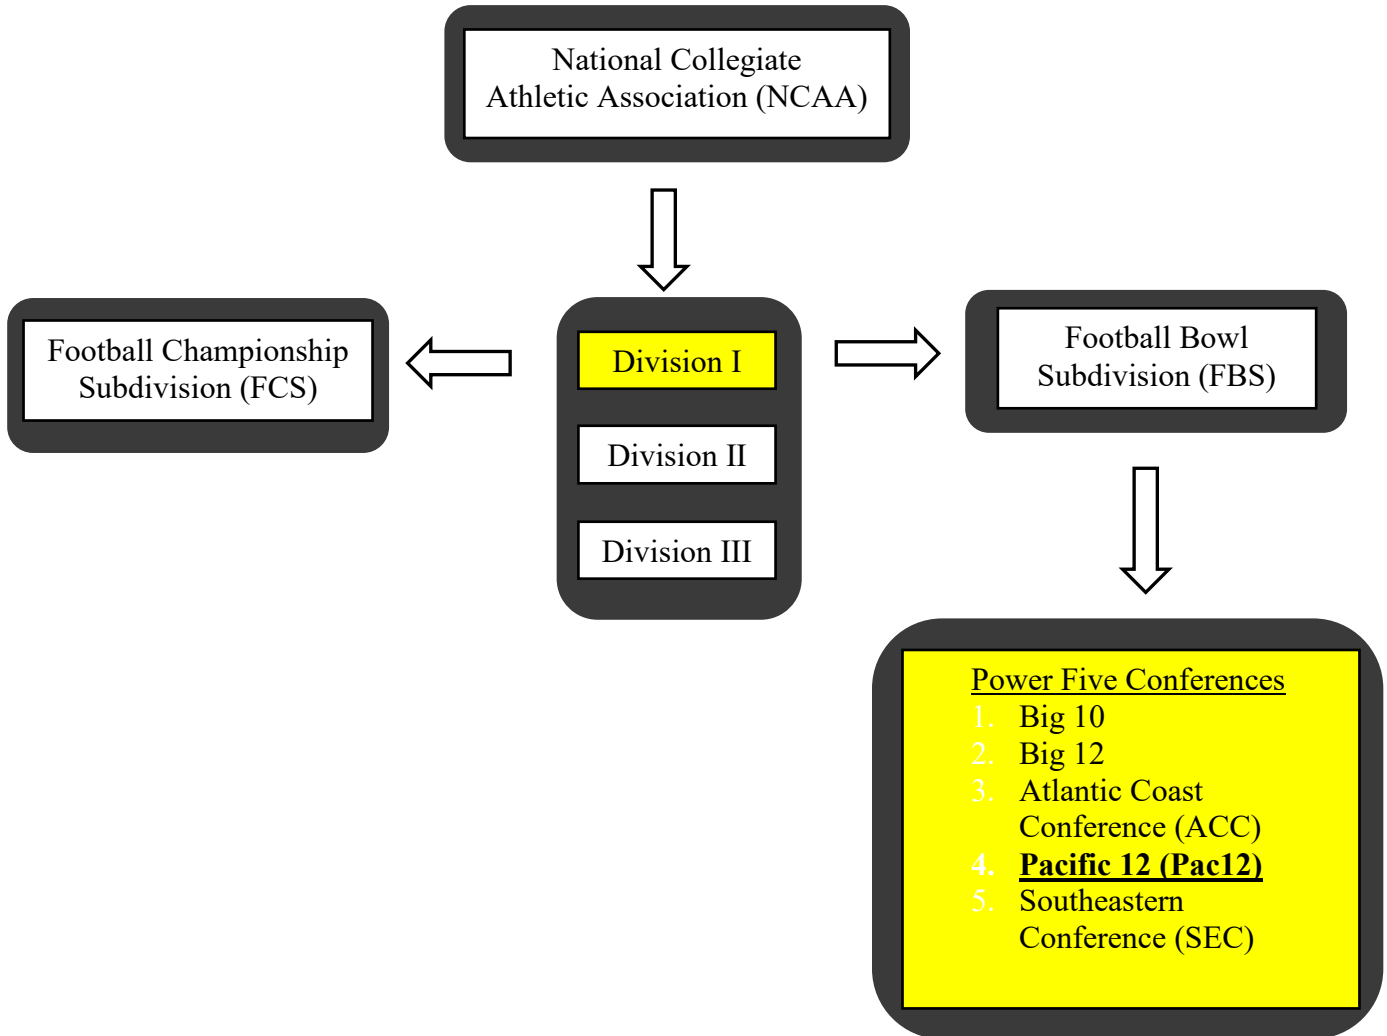 National Collegiate
Athletic Association (NCAA)
Football Championship
Subdivision (FCS)
Division I
Division II
Division III
Football Bowl
Subdivision (FBS)
Power Five Conferences
1. Big 10
2. Big 12
3. Atlantic Coast
Conference (ACC)
4. Pacific 12 (Pac12)
5. Southeastern
Conference (SEC)